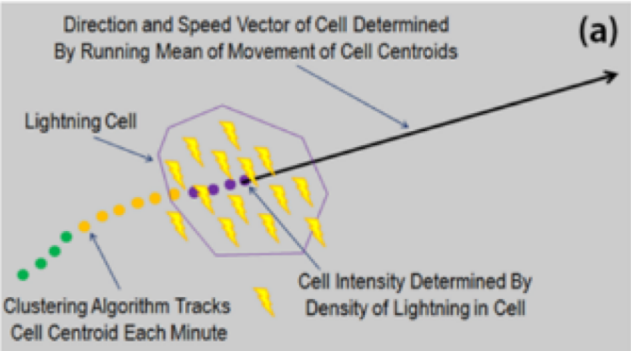 Direction and Speed Vector of Cell Determined
By Running Mean of Movement of Cell Centroids
(a)
Lightning Cell
Cell Intensity Determined By
Density of Lightning in Cell
Clustering Algorithm Tracks
Cell Centroid Each Minute